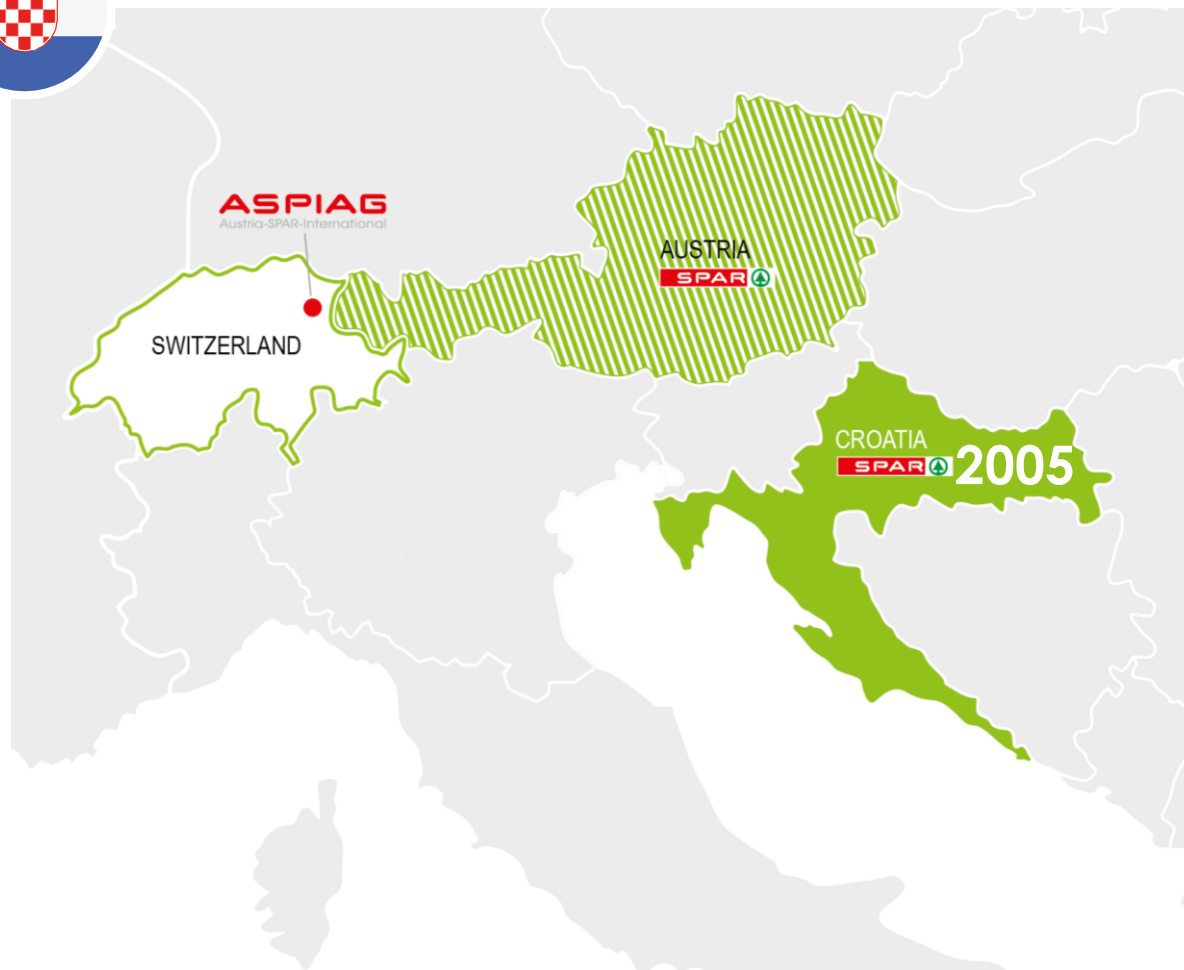 ASPIAG
Austria-SPAR-International
AUSTRIA
SPAR
SWITZERLAND
CROATIA
SPAR
2005